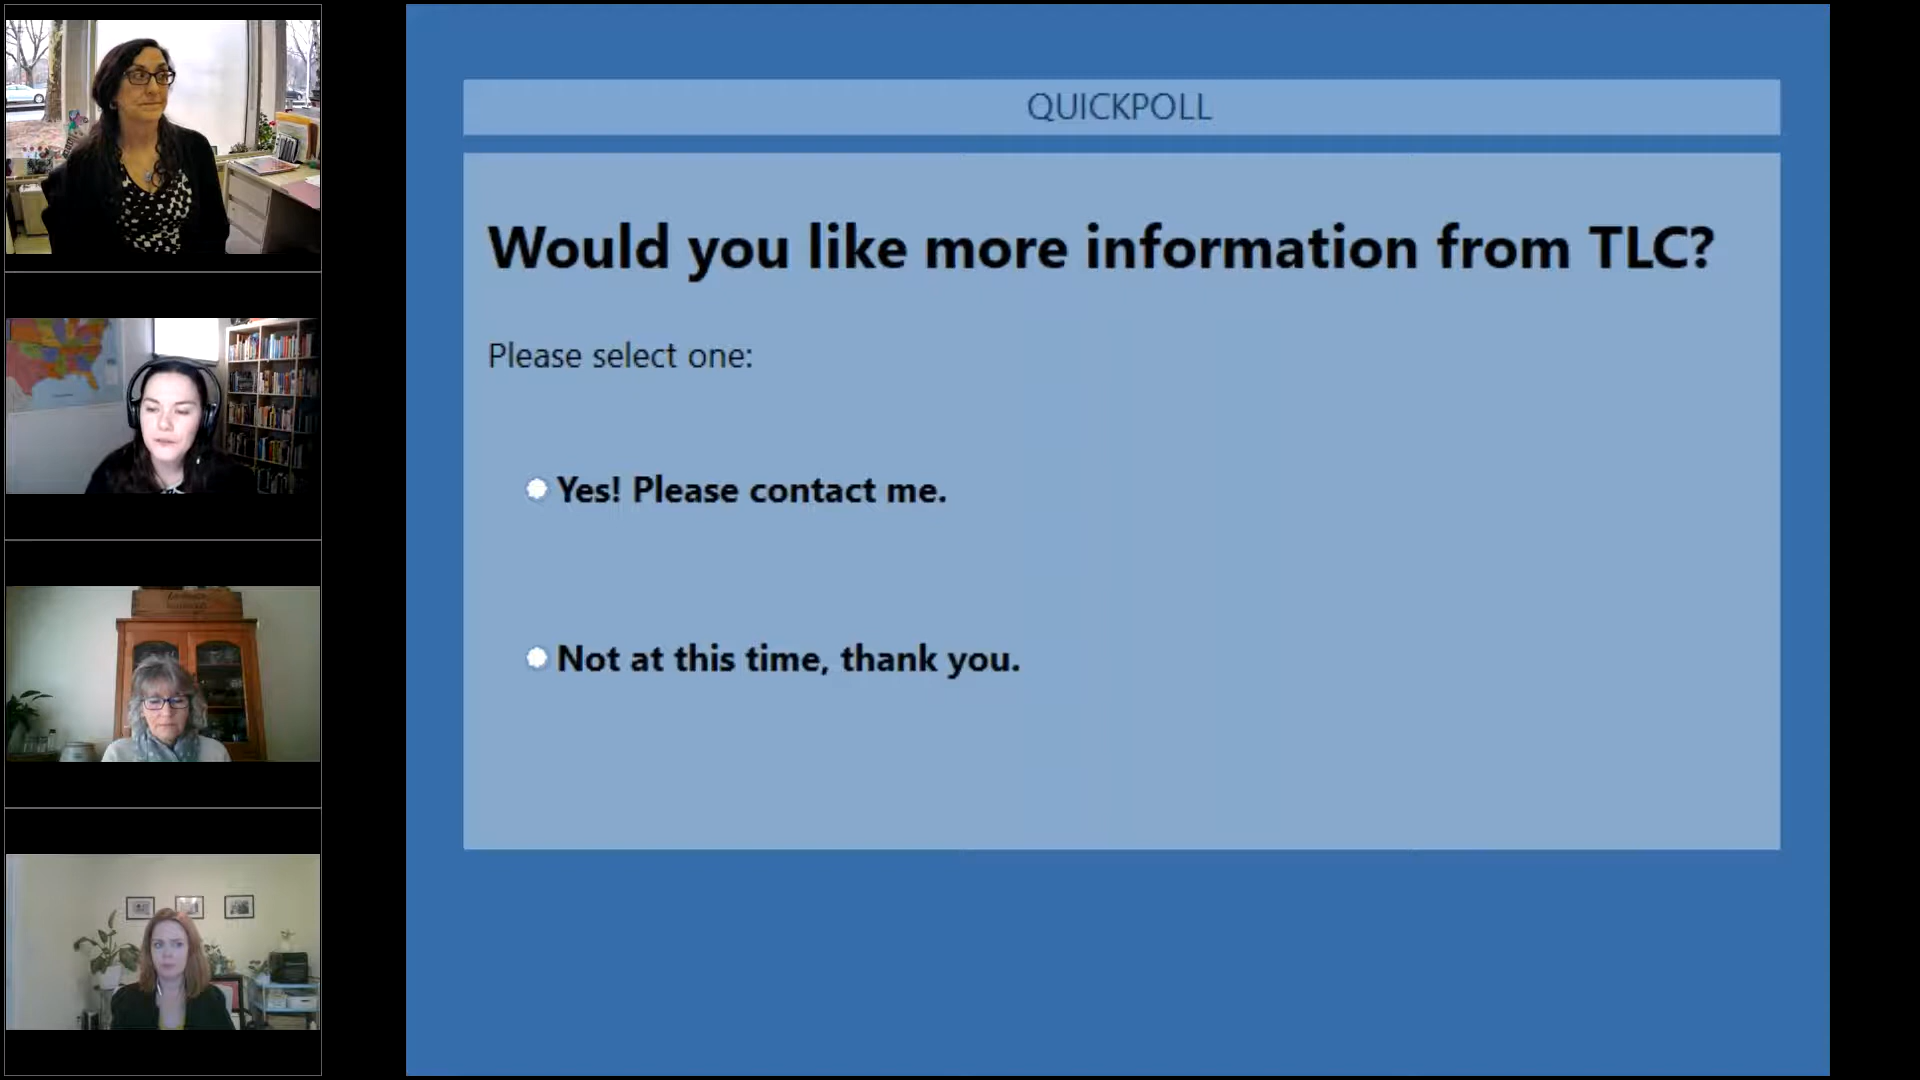 QUICKPOLL
Would you like more information from TLC?
Please select one:
Yes! Please contact me.
Not at this time, thank you.